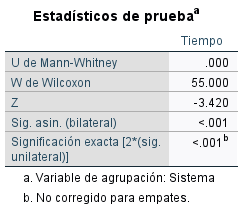 Estadísticos de pruebaᵃ
Tiempo
U de Mann-Whitney .000
W de Wilcoxon 55.000
Z -3.420
Sig. asin. (bilateral) <.001
Significación exacta [2*(sig. <.001ᵇ
unilateral)]
a. Variable de agrupación: Sistema
b. No corregido para empates.